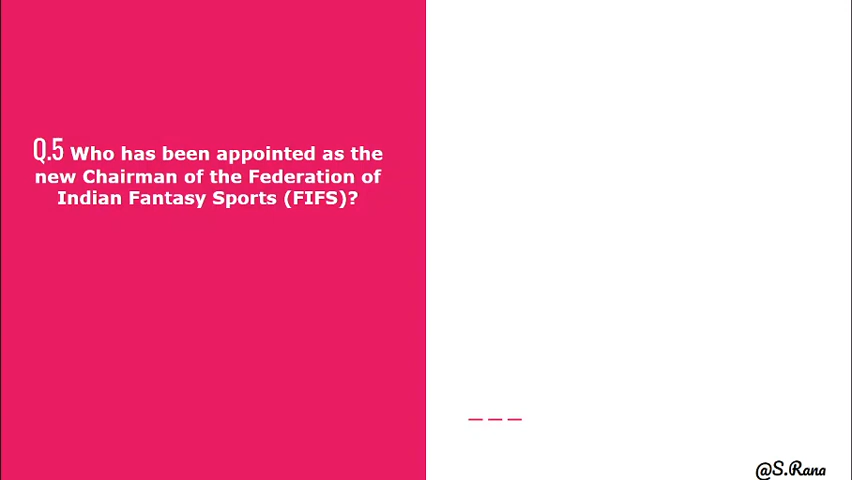 Q.5 Who has been appointed as the
new Chairman of the Federation of
Indian Fantasy Sports (FIFS)?
@S.Rana